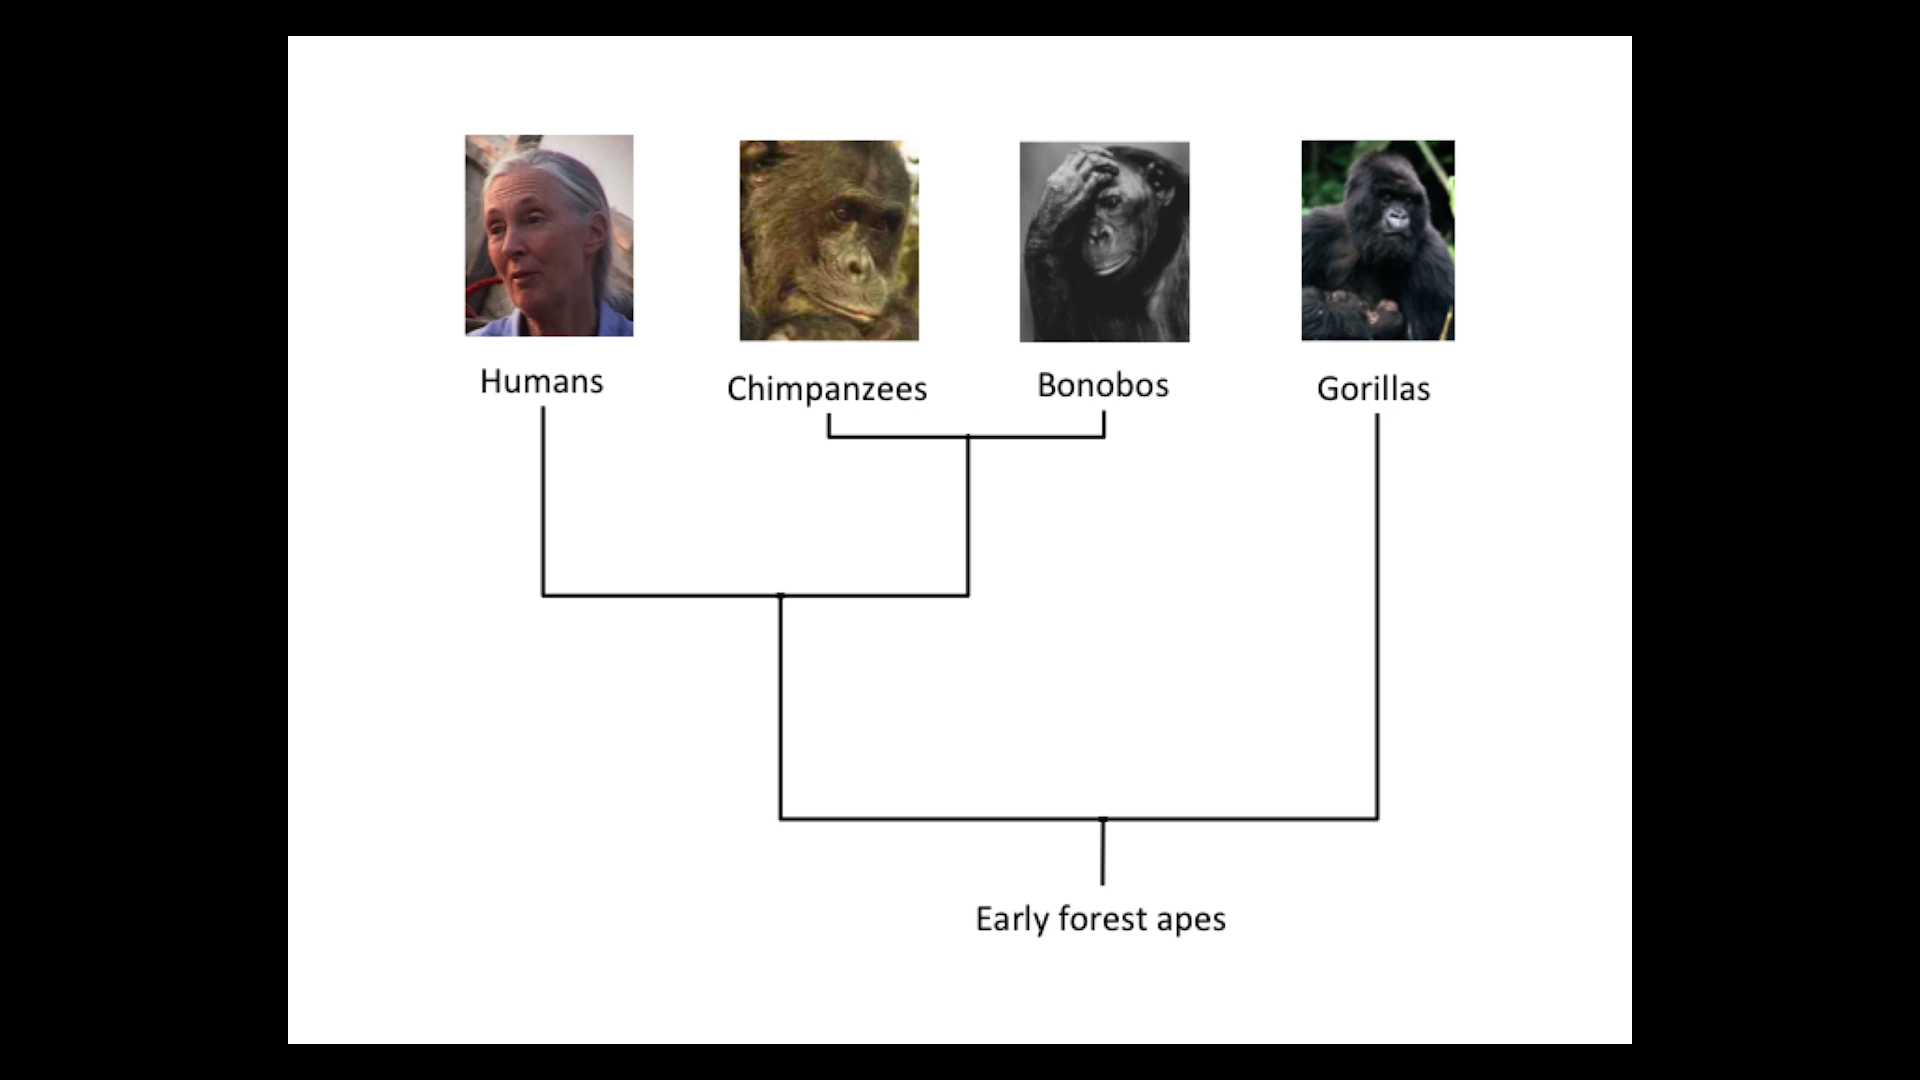 Humans
Chimpanzees
Bonobos
Gorillas
Early forest apes